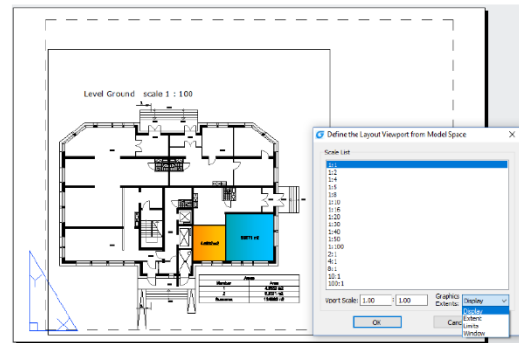 Level Ground scale 1 : 100
Define the Layout Viewport from Model Space
Scale List
1:1
1:2
1:4
1:5
1:8
1:10
1:16
1:20
1:30
1:40
1:50
1:100
2:1
4:1
8:1
10:1
100:1
Vport Scale: 1.00 : 1.00
Graphics Extents: Display
Display
Extent
Limits
Window
OK
Areas
Number Area